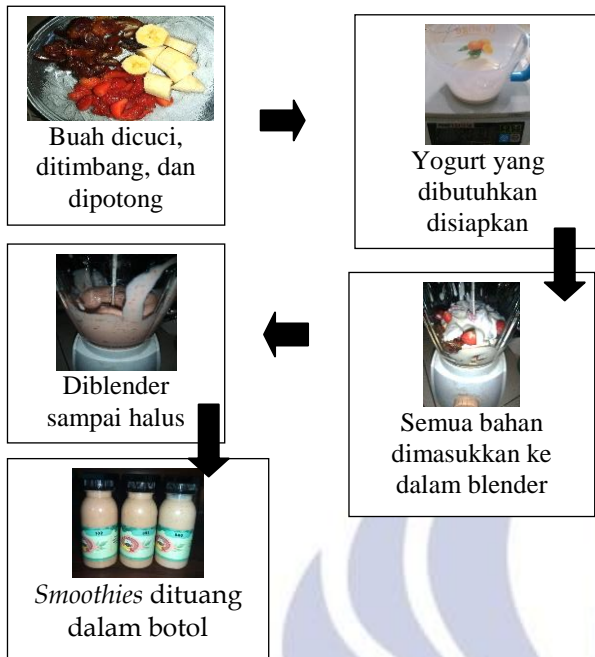 Buah dicuci,
ditimbang, dan
dipotong
Yogurt yang
dibutuhkan
disiapkan
Semua bahan
dimasukkan ke
dalam blender
Diblender
sampai halus
Smoothies dituang
dalam botol